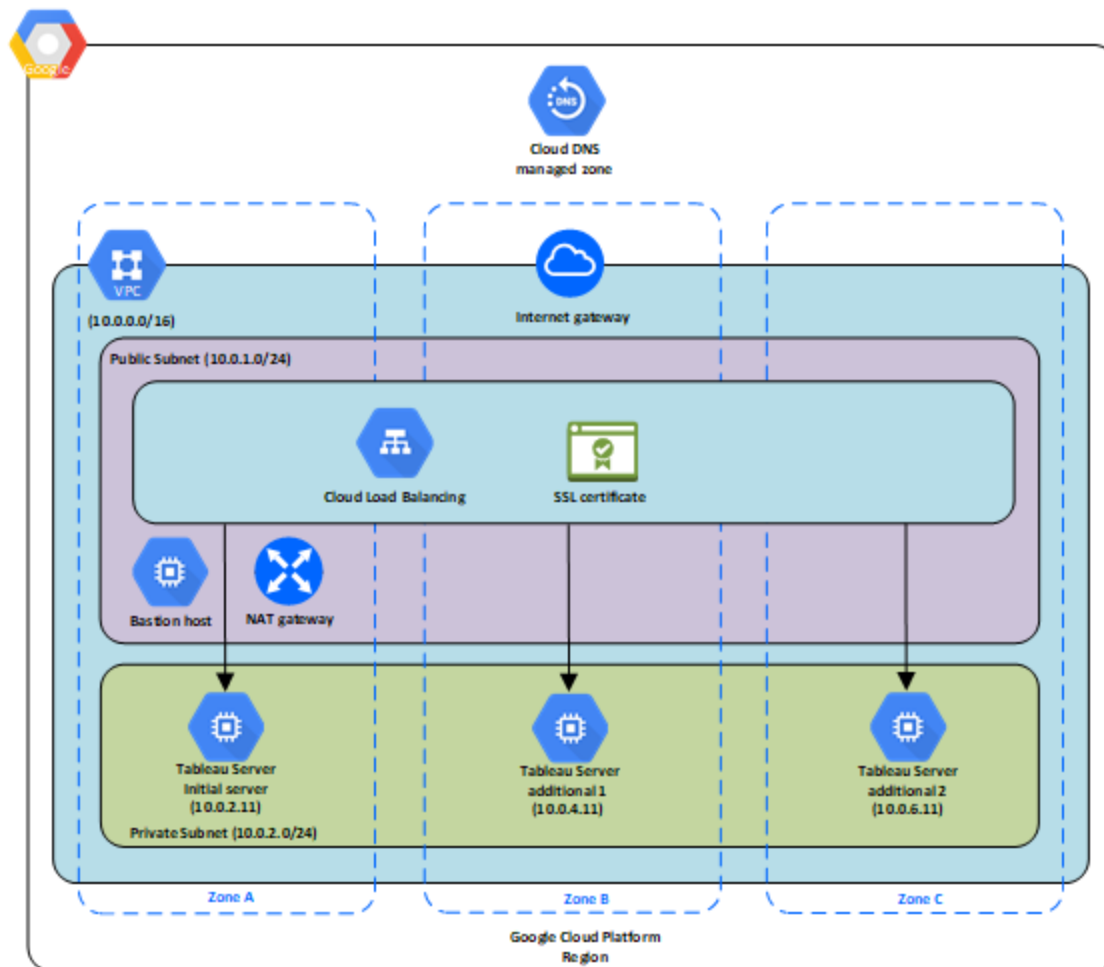 Google
DNS
Cloud DNS
managed zone
VPC
(10.0.0.0/16)
Internet gateway
Public Subnet (10.0.1.0/24)
Cloud Load Balancing
SSL certificate
Bastion host
NAT gateway
Tableau Server
Initial server
(10.0.2.11)
Tableau Server
additional 1
(10.0.4.11)
Tableau Server
additional 2
(10.0.6.11)
Private Subnet (10.0.2.0/24)
Zone A
Zone B
Zone C
Google Cloud Platform
Region